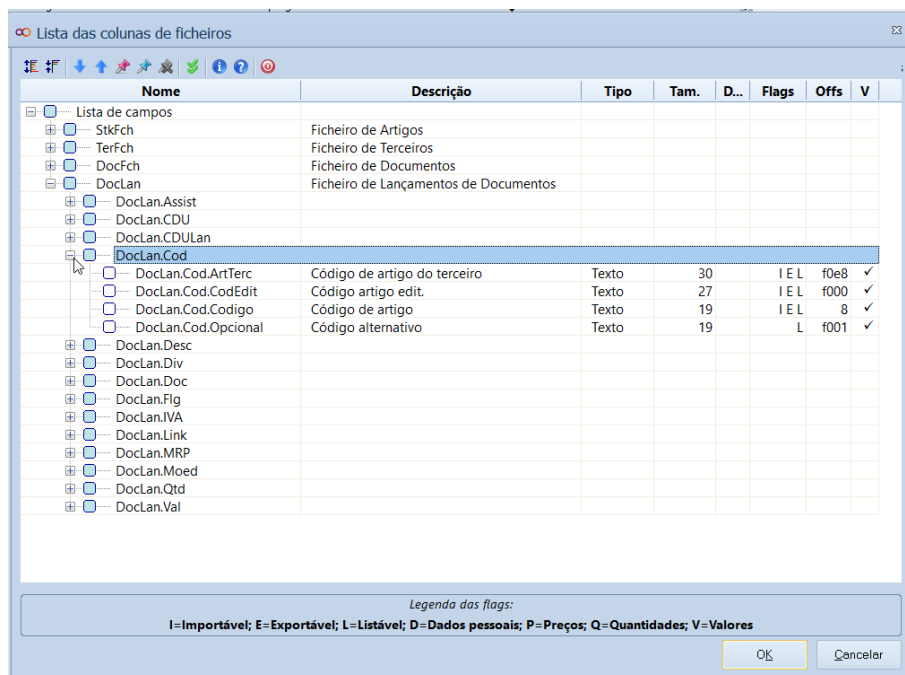 Lista das colunas de ficheiros
Nome Descrição Tipo Tam. D... Flags Offs V
Lista de campos
StkFch Ficheiro de Artigos
TerFch Ficheiro de Terceiros
DocFch Ficheiro de Documentos
DocLan Ficheiro de Lançamentos de Documentos
DocLan.Assist
DocLan.CDU
DocLan.CDULan
DocLan.Cod
DocLan.Cod.ArtTerc Código de artigo do terceiro Texto 30 I E L f0e8 ✓
DocLan.Cod.CodEdit Código artigo edit. Texto 27 I E L f000 ✓
DocLan.Cod.Codigo Código de artigo Texto 19 I E L 8 ✓
DocLan.Cod.Opcional Código alternativo Texto 19 L f001 ✓
DocLan.Desc
DocLan.Div
DocLan.Doc
DocLan.Flg
DocLan.IVA
DocLan.Link
DocLan.MRP
DocLan.Moed
DocLan.Qtd
DocLan.Val
Legenda das flags:
I=Importável; E=Exportável; L=Listável; D=Dados pessoais; P=Preços; Q=Quantidades; V=Valores
OK Cancelar